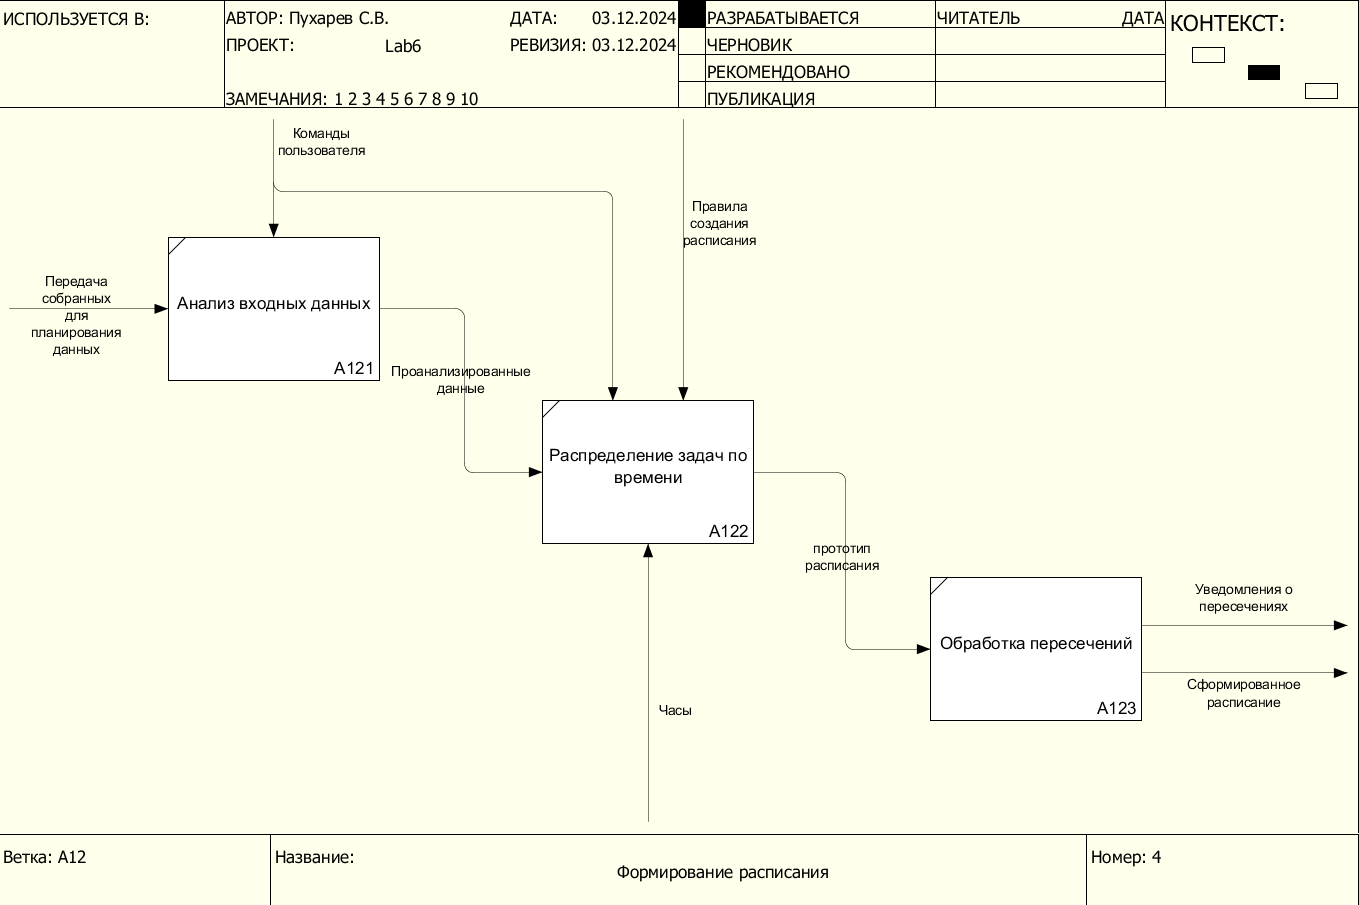 ИСПОЛЬЗУЕТСЯ В:
АВТОР: Пухарев С.В.
ДАТА: 03.12.2024
ПРОЕКТ: Lab6
РЕВИЗИЯ: 03.12.2024
ЗАМЕЧАНИЯ: 1 2 3 4 5 6 7 8 9 10
РАЗРАБАТЫВАЕТСЯ
ЧЕРНОВИК
РЕКОМЕНДОВАНО
ПУБЛИКАЦИЯ
ЧИТАТЕЛЬ
ДАТА
КОНТЕКСТ:
Команды
пользователя
Правила
создания
расписания
Передача
собранных
для
планирования
данных
Анализ входных данных
A121
Проанализированные
данные
Распределение задач по
времени
A122
прототип
расписания
Уведомления о
пересечениях
Обработка пересечений
A123
Сформированное
расписание
Часы
Ветка: A12
Название:
Формирование расписания
Номер: 4